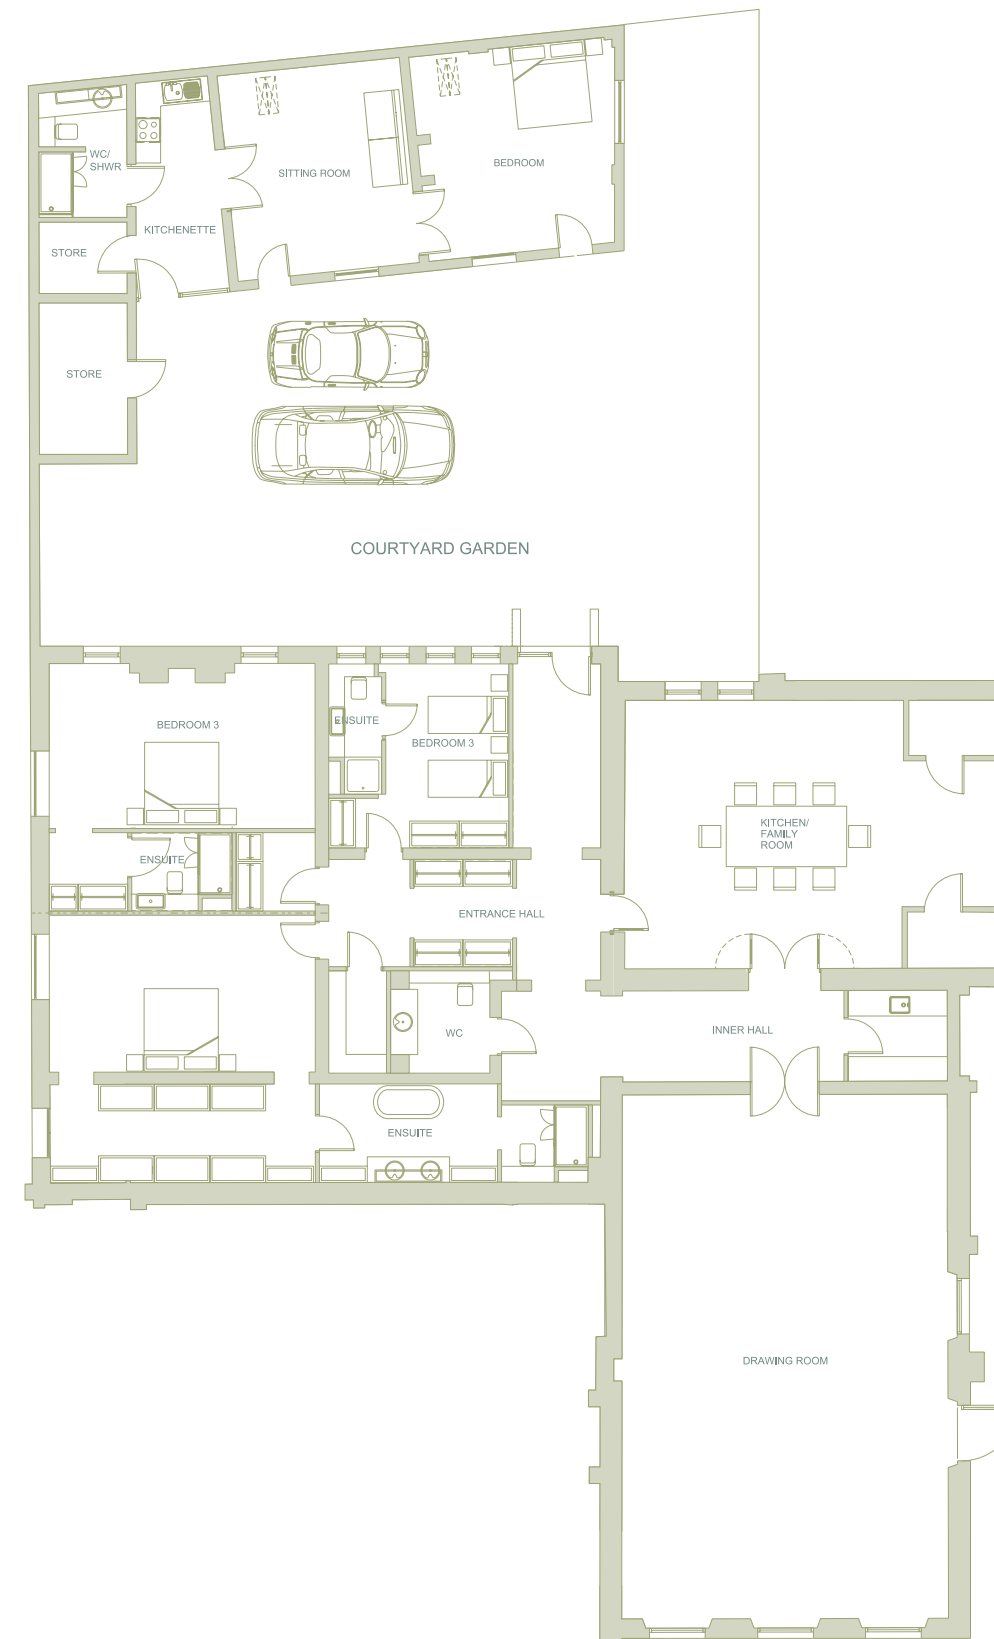 WC/
SHWR
SITTING ROOM
BEDROOM
KITCHENETTE
STORE
STORE
COURTYARD GARDEN
BEDROOM 3
ENSUITE
BEDROOM 3
KITCHEN/
FAMILY
ROOM
ENSUITE
ENTRANCE HALL
WC
INNER HALL
ENSUITE
DRAWING ROOM